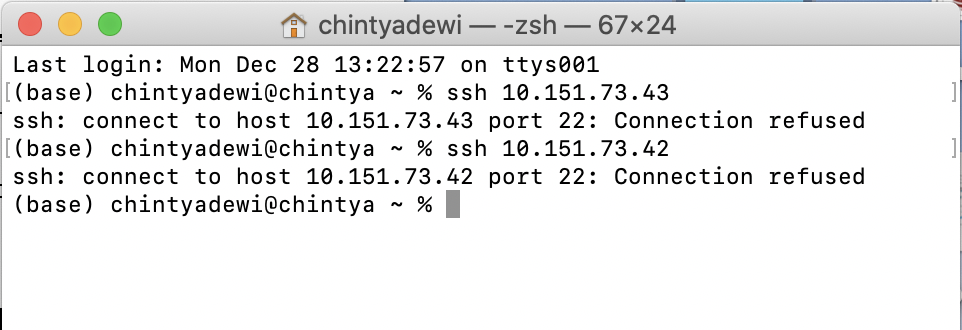 chintyadewi — -zsh — 67×24
Last login: Mon Dec 28 13:22:57 on ttys001
[(base) chintyadewi@chintya ~ % ssh 10.151.73.43 ]
ssh: connect to host 10.151.73.43 port 22: Connection refused
[(base) chintyadewi@chintya ~ % ssh 10.151.73.42 ]
ssh: connect to host 10.151.73.42 port 22: Connection refused
(base) chintyadewi@chintya ~ %